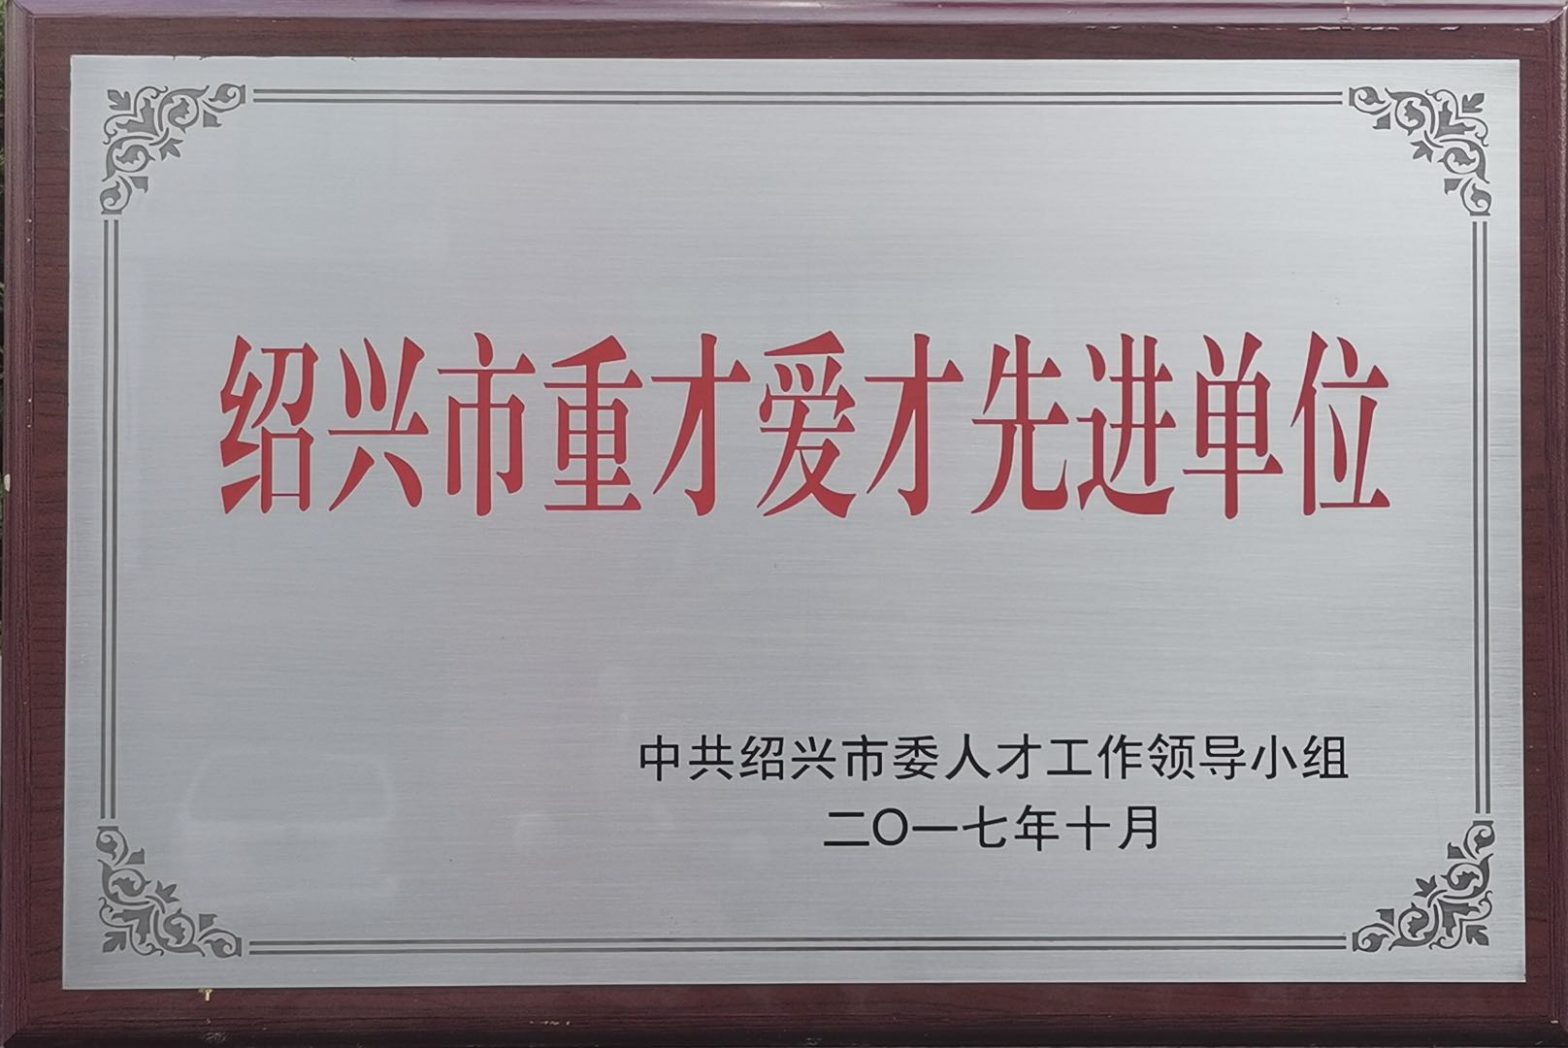 绍兴市重才爱才先进单位
中共绍兴市委人才工作领导小组
二〇一七年十月